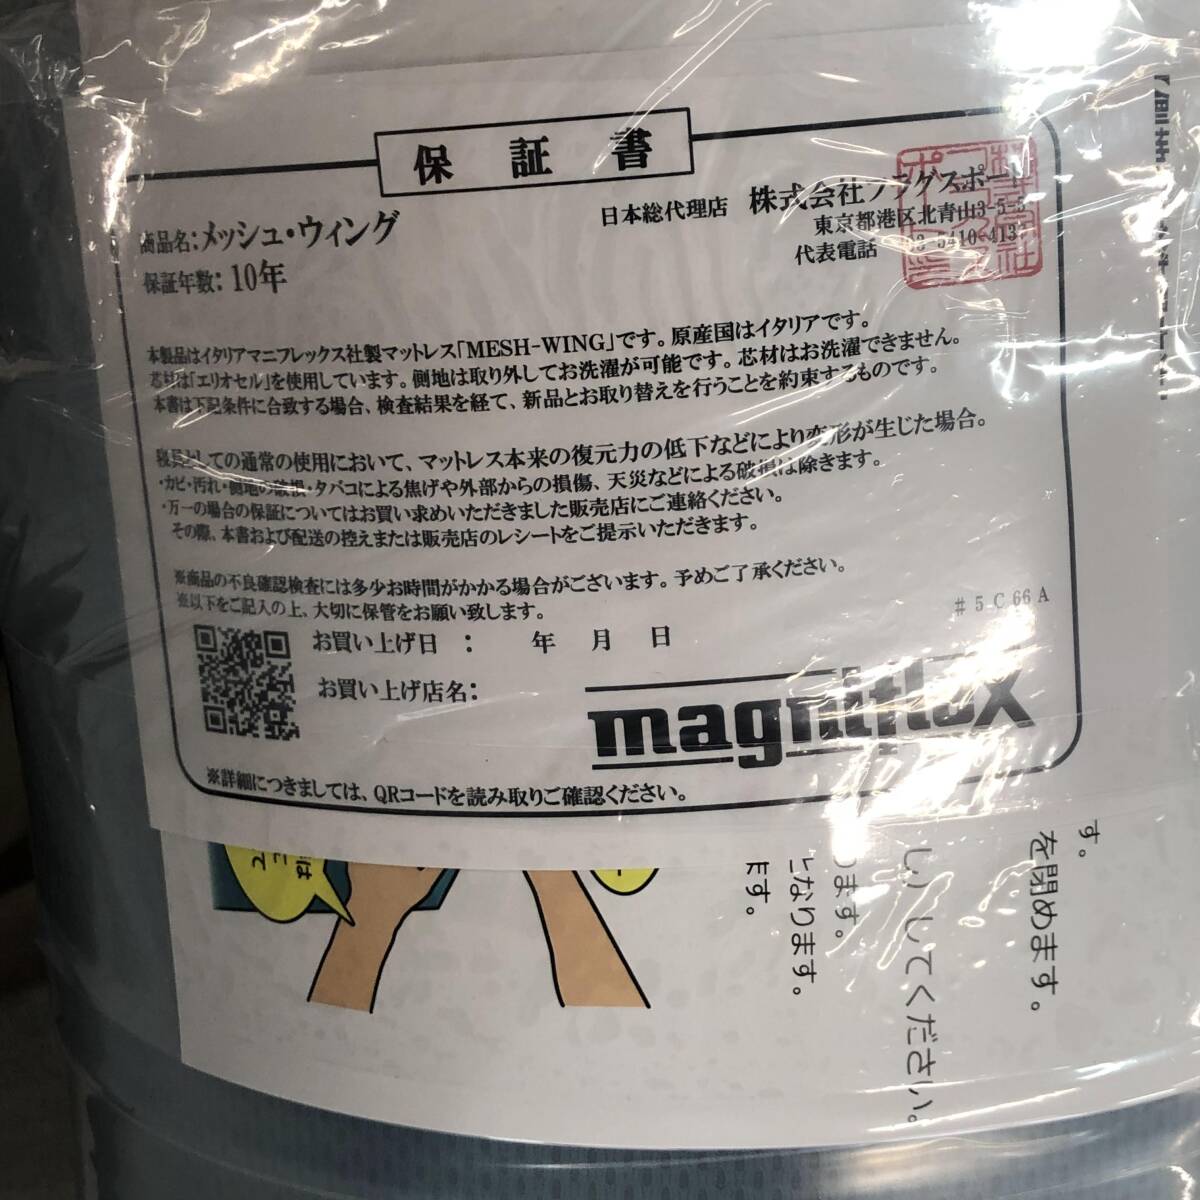 保証書
日本総代理店 株式会社フラグスポート
東京都港区北青山3-5-5
代表電話 03-5410-4137
商品名:メッシュ・ウィング
保証年数:10年
本製品はイタリアマニフレックス社製マットレス「MESH-WING」です。原産国はイタリアです。
芯材は「エリオセル」を使用しています。側地は取り外してお洗濯が可能です。芯材はお洗濯できません。
本書は下記条件に合致する場合、検査結果を経て、新品とお取り替えを行うことを約束するものです。
寝具としての通常の使用において、マットレス本来の復元力の低下などにより変形が生じた場合。
・カビ・汚れ・側地の破損・タバコによる焦げや外部からの損傷、天災などによる破損は除きます。
・万一の場合の保証についてはお買い求めいただきました販売店にご連絡ください。
その際、本書および配送の控えまたは販売店のレシートをご提示いただきます。
※商品の不良確認検査には多少お時間がかかる場合がございます。予めご了承ください。
※以下をご記入の上、大切に保管をお願い致します。
#5C66A
お買い上げ日 : 年 月 日
お買い上げ店名:
magniflex
※詳細につきましては、QRコードを読み取りご確認ください。
す。
を閉めます。
してください。
ります。
となります。
ます。